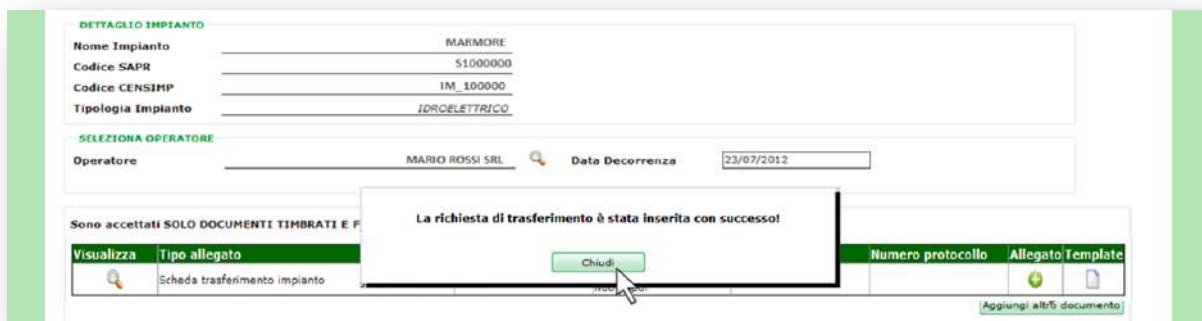 DETTAGLIO IMPIANTO
Nome Impianto MARMORE
Codice SAPR S1000000
Codice CENSIMP IM_100000
Tipologia Impianto IDROELETTRICO
SELEZIONA OPERATORE
Operatore MARIO ROSSI SRL Data Decorrenza 23/07/2012
La richiesta di trasferimento è stata inserita con successo!
Sono accettati SOLO DOCUMENTI TIMBRATI E F
Visualizza Tipo allegato Numero protocollo Allegato Template
Chiudi
Scheda trasferimento impianto
Aggiungi altro documento